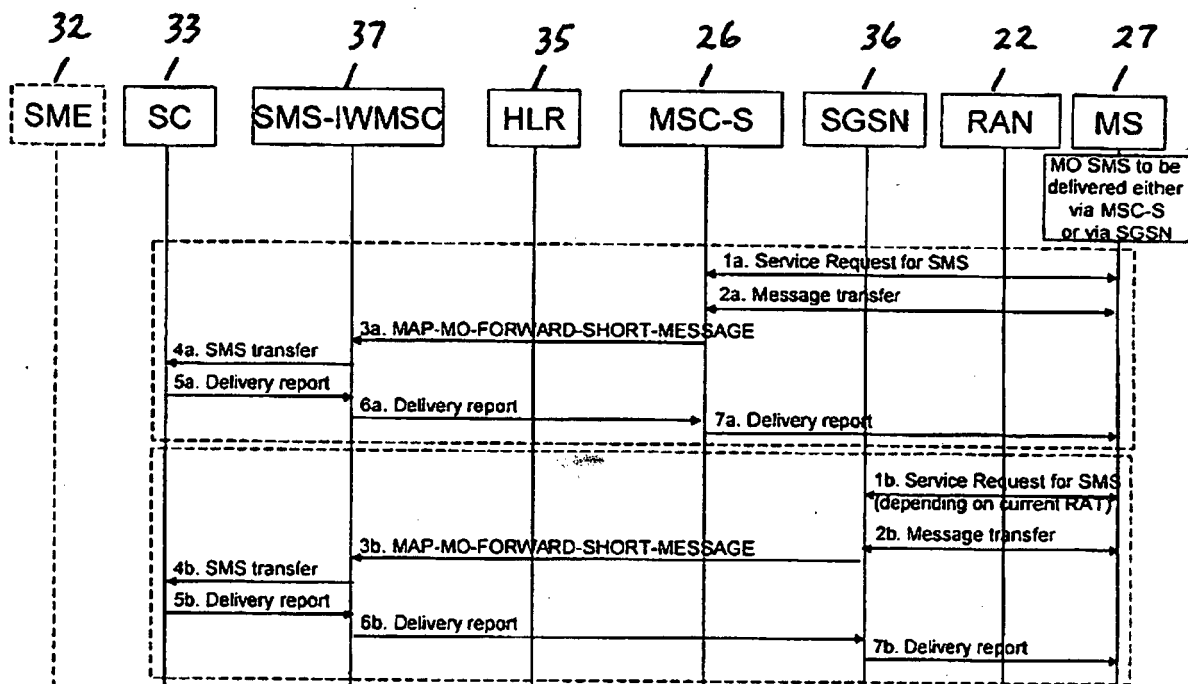 32 33 37 35 26 36 22 27
SME SC SMS-IWMSC HLR MSC-S SGSN RAN MS
MO SMS to be
delivered either
via MSC-S
or via SGSN
1a. Service Request for SMS
2a. Message transfer
3a. MAP-MO-FORWARD-SHORT-MESSAGE
4a. SMS transfer
5a. Delivery report
6a. Delivery report
7a. Delivery report
1b. Service Request for SMS
(depending on current RAT)
2b. Message transfer
3b. MAP-MO-FORWARD-SHORT-MESSAGE
4b. SMS transfer
5b. Delivery report
6b. Delivery report
7b. Delivery report